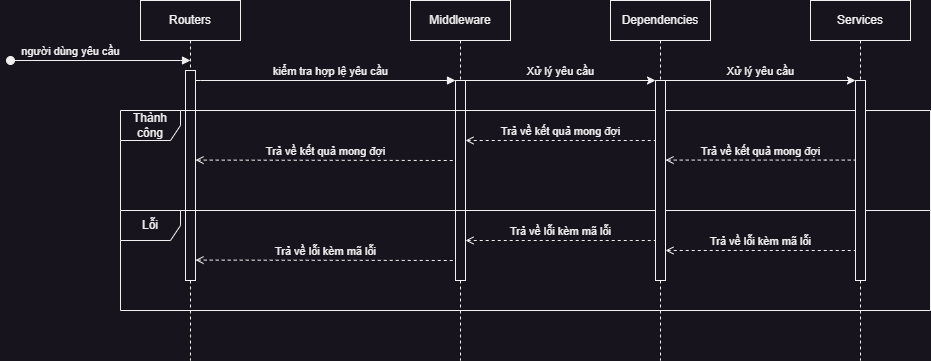 Routers
Middleware
Dependencies
Services
người dùng yêu cầu
kiểm tra hợp lệ yêu cầu
Xử lý yêu cầu
Xử lý yêu cầu
Thành
công
Trả về kết quả mong đợi
Trả về kết quả mong đợi
Trả về kết quả mong đợi
Lỗi
Trả về lỗi kèm mã lỗi
Trả về lỗi kèm mã lỗi
Trả về lỗi kèm mã lỗi